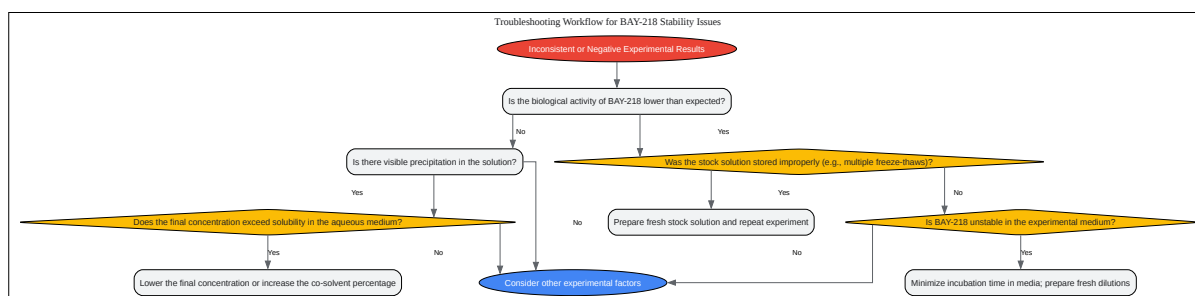 Troubleshooting Workflow for BAY-218 Stability Issues
Inconsistent or Negative Experimental Results
Is the biological activity of BAY-218 lower than expected?
No
Yes
Is there visible precipitation in the solution?
Was the stock solution stored improperly (e.g., multiple freeze-thaws)?
Yes
Yes
No
Does the final concentration exceed solubility in the aqueous medium?
No
Prepare fresh stock solution and repeat experiment
Is BAY-218 unstable in the experimental medium?
Yes
No
No
Yes
Lower the final concentration or increase the co-solvent percentage
Consider other experimental factors
Minimize incubation time in media; prepare fresh dilutions